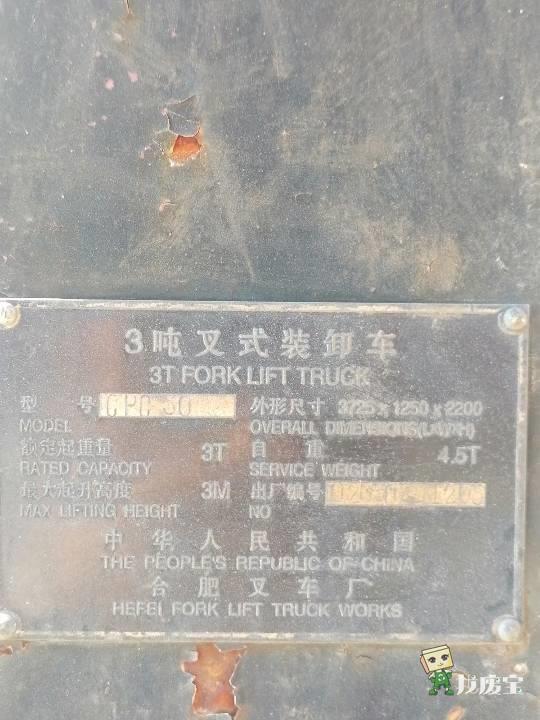 3吨叉式装卸车
3T FORK LIFT TRUCK
型 号 CPC 30 外形尺寸 3725 x 1250 x 2200
MODEL OVERALL DIMENSIONS(LxWxH)
额定起重量 3T 自 重 4.5T
RATED CAPACITY SERVICE WEIGHT
最大起升高度 3M 出厂编号
MAX LIFTING HEIGHT NO
中华人民共和国
THE PEOPLE'S REPUBLIC OF CHINA
合肥叉车厂
HEFEI FORK LIFT TRUCK WORKS
找废宝